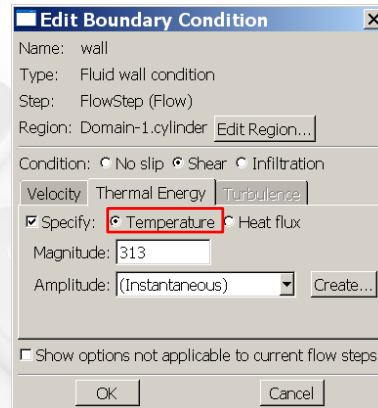 Edit Boundary Condition
Name: wall
Type: Fluid wall condition
Step: FlowStep (Flow)
Region: Domain-1.cylinder Edit Region...
Condition: No slip Shear Infiltration
Velocity Thermal Energy Turbulence
Specify: Temperature Heat flux
Magnitude: 313
Amplitude: (Instantaneous) Create...
Show options not applicable to current flow steps
OK Cancel